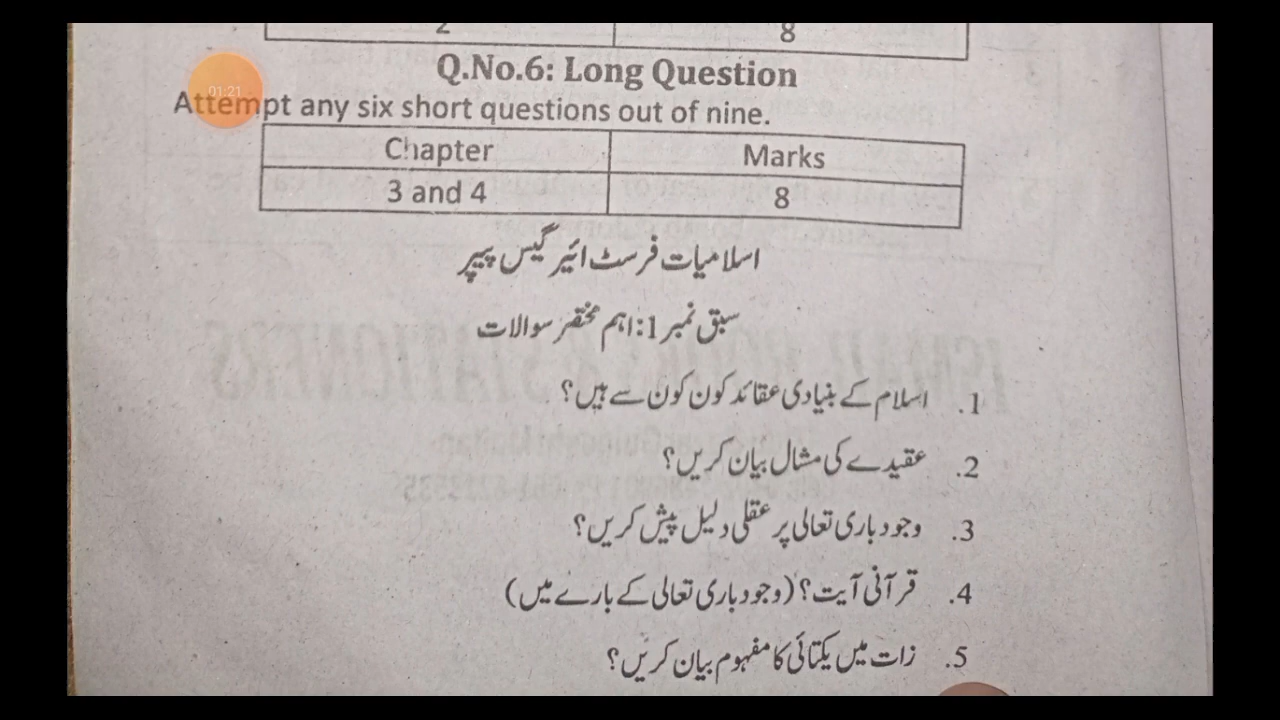 2 8
Q.No.6: Long Question
01:21
Attempt any six short questions out of nine.
Chapter Marks
3 and 4 8
اسلامیات فرسٹ ائیر گیس پیپر
سبق نمبر 1: اہم مختصر سوالات
1. اسلام کے بنیادی عقائد کون کون سے ہیں؟
2. عقیدے کی مثال بیان کریں؟
3. وجود باری تعالی پر عقلی دلیل پیش کریں؟
4. قرآنی آیت؟ (وجود باری تعالی کے بارے میں)
5. زات میں یکتائی کا مفہوم بیان کریں؟